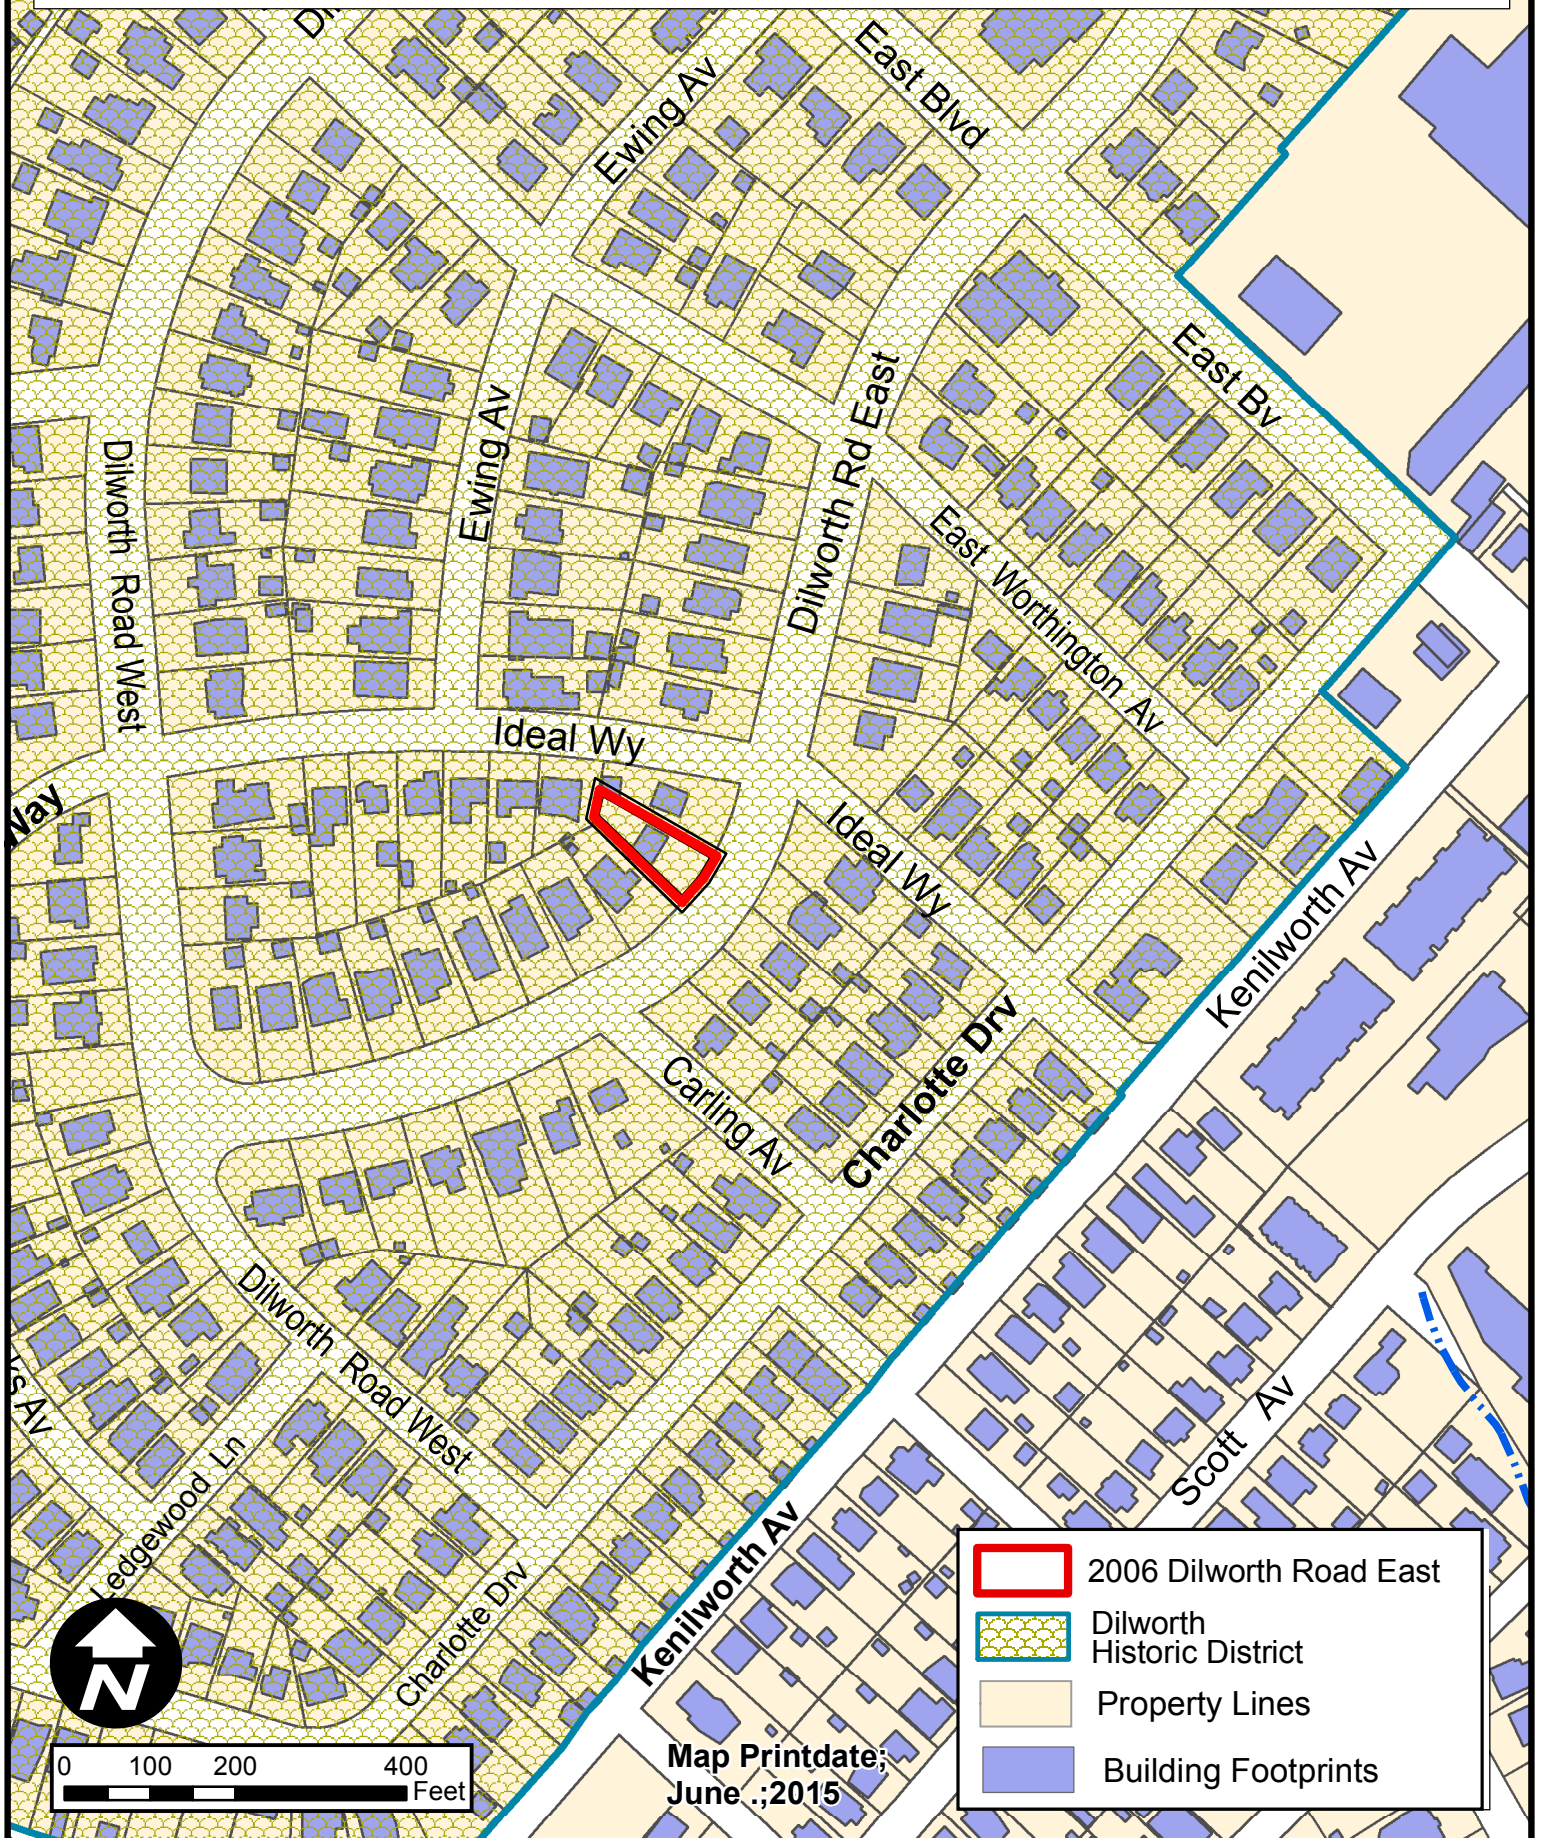 East Blvd
Ewing Av
East Bv
Dilworth Rd East
Ewing Av
Dilworth Road West
East Worthington Av
Ideal Wy
Way
Ideal Wy
Kenilworth Av
Charlotte Drv
Carling Av
Dilworth Road West
Ledgewood Ln
Scott Av
Kenilworth Av
Charlotte Drv
N
0 100 200 400
Feet
Map Printdate;
June .;2015
2006 Dilworth Road East
Dilworth
Historic District
Property Lines
Building Footprints